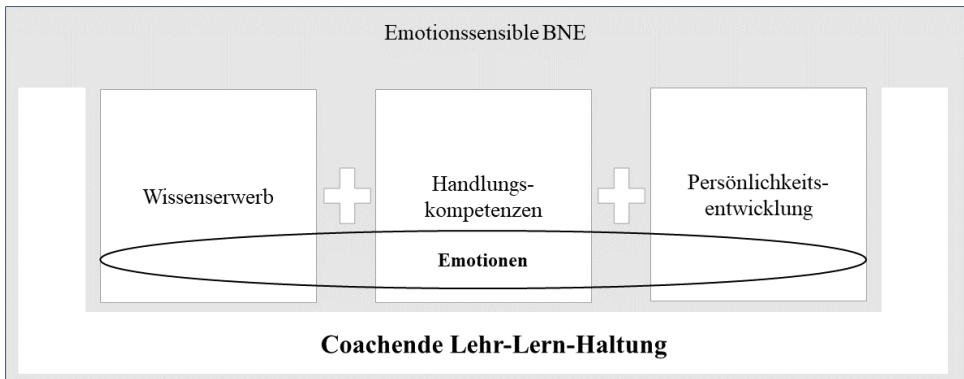 Emotionssensible BNE
Wissenserwerb
Handlungs-
kompetenzen
Persönlichkeits-
entwicklung
Emotionen
Coachende Lehr-Lern-Haltung